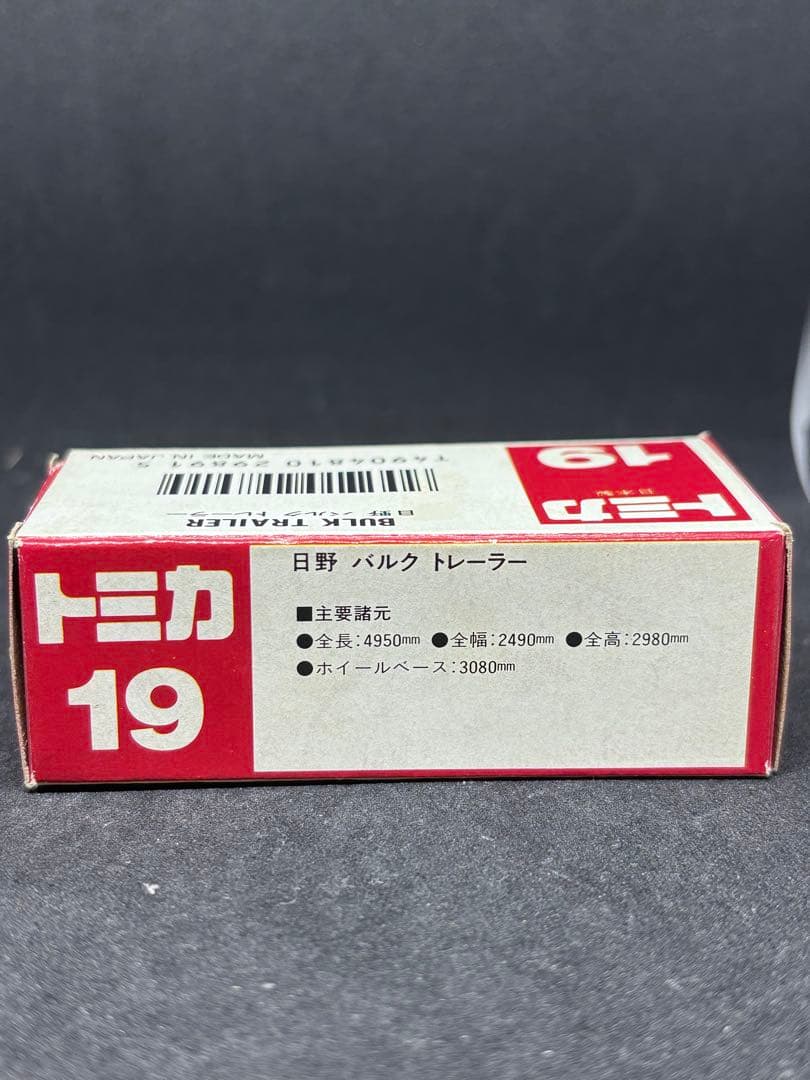 トミカ
19
日野 バルク トレーラー
■主要諸元
●全長:4950mm ●全幅:2490mm ●全高:2980mm
●ホイールベース:3080mm
トミカ
日本製
19
BULK TRAILER
日野 バルク トレーラー
T4904810 29891 5
MADE IN JAPAN